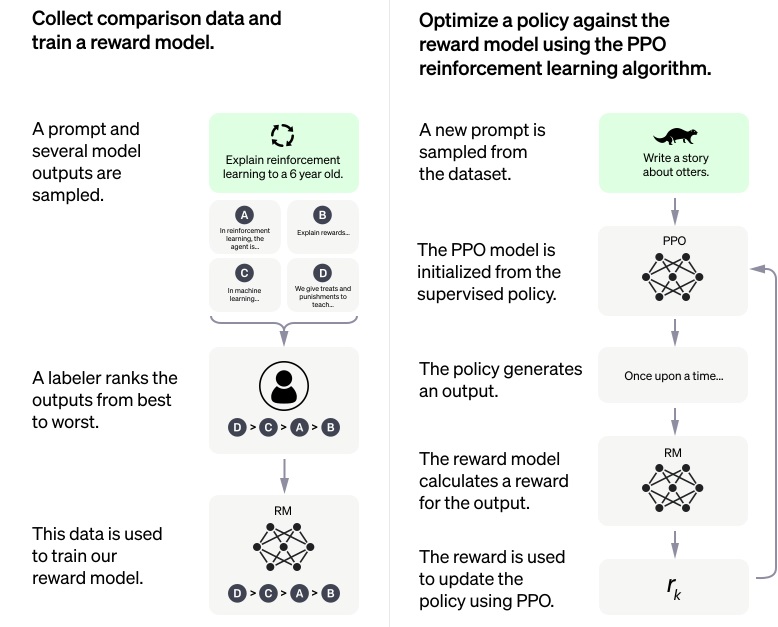 Collect comparison data and
train a reward model.
A prompt and
several model
outputs are
sampled.
Explain reinforcement
learning to a 6 year old.
A
In reinforcement
learning, the
agent is...
B
Explain rewards...
C
In machine
learning...
D
We give treats and
punishments to
teach...
A labeler ranks the
outputs from best
to worst.
D > C > A > B
This data is used
to train our
reward model.
RM
D > C > A > B
Optimize a policy against the
reward model using the PPO
reinforcement learning algorithm.
A new prompt is
sampled from
the dataset.
Write a story
about otters.
The PPO model is
initialized from the
supervised policy.
PPO
The policy generates
an output.
Once upon a time...
The reward model
calculates a reward
for the output.
RM
The reward is used
to update the
policy using PPO.
rₖ